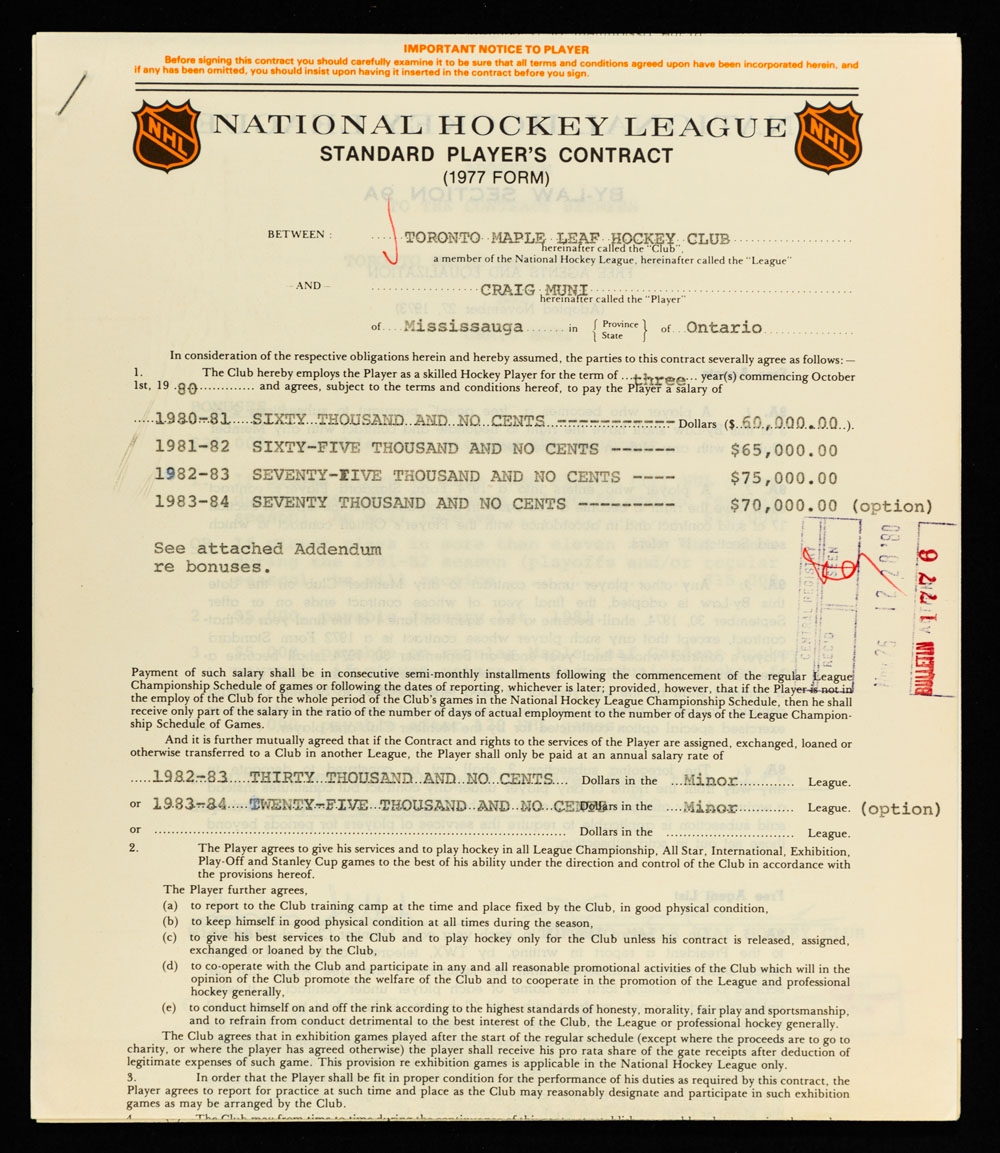 IMPORTANT NOTICE TO PLAYER
Before signing this contract you should carefully examine it to be sure that all terms and conditions agreed upon have been incorporated herein, and
if any has been omitted, you should insist upon having it inserted in the contract before you sign.
NHL NATIONAL HOCKEY LEAGUE NHL
STANDARD PLAYER'S CONTRACT
(1977 FORM)
BETWEEN: TORONTO MAPLE LEAF HOCKEY CLUB
hereinafter called the "Club",
a member of the National Hockey League, hereinafter called the "League"
AND CRAIG MUNI
hereinafter called the "Player"
of Mississauga in { Province State } of Ontario
In consideration of the respective obligations herein and hereby assumed, the parties to this contract severally agree as follows:—
1. The Club hereby employs the Player as a skilled Hockey Player for the term of three year(s) commencing October
1st, 19 80 and agrees, subject to the terms and conditions hereof, to pay the Player a salary of
1980-81 SIXTY THOUSAND AND NO CENTS ------------ Dollars ($ 60,000.00 ).
1981-82 SIXTY-FIVE THOUSAND AND NO CENTS ------ $65,000.00
1982-83 SEVENTY-FIVE THOUSAND AND NO CENTS ---- $75,000.00
1983-84 SEVENTY THOUSAND AND NO CENTS --------- $70,000.00 (option)
See attached Addendum
re bonuses.
CENTRAL REGISTRY
REC'D
SEEN
12 28 '80
BULLETIN
1776
Payment of such salary shall be in consecutive semi-monthly installments following the commencement of the regular League
Championship Schedule of games or following the dates of reporting, whichever is later; provided, however, that if the Player is not in
the employ of the Club for the whole period of the Club's games in the National Hockey League Championship Schedule, then he shall
receive only part of the salary in the ratio of the number of days of actual employment to the number of days of the League Champion-
ship Schedule of Games.
And it is further mutually agreed that if the Contract and rights to the services of the Player are assigned, exchanged, loaned or
otherwise transferred to a Club in another League, the Player shall only be paid at an annual salary rate of
1982-83 THIRTY THOUSAND AND NO CENTS Dollars in the Minor League.
or 1983-84 TWENTY-FIVE THOUSAND AND NO CENTS Dollars in the Minor League. (option)
or Dollars in the League.
2. The Player agrees to give his services and to play hockey in all League Championship, All Star, International, Exhibition,
Play-Off and Stanley Cup games to the best of his ability under the direction and control of the Club in accordance with
the provisions hereof.
The Player further agrees,
(a) to report to the Club training camp at the time and place fixed by the Club, in good physical condition,
(b) to keep himself in good physical condition at all times during the season,
(c) to give his best services to the Club and to play hockey only for the Club unless his contract is released, assigned,
exchanged or loaned by the Club,
(d) to co-operate with the Club and participate in any and all reasonable promotional activities of the Club which will in the
opinion of the Club promote the welfare of the Club and to cooperate in the promotion of the League and professional
hockey generally,
(e) to conduct himself on and off the rink according to the highest standards of honesty, morality, fair play and sportsmanship,
and to refrain from conduct detrimental to the best interest of the Club, the League or professional hockey generally.
The Club agrees that in exhibition games played after the start of the regular schedule (except where the proceeds are to go to
charity, or where the player has agreed otherwise) the player shall receive his pro rata share of the gate receipts after deduction of
legitimate expenses of such game. This provision re exhibition games is applicable in the National Hockey League only.
3. In order that the Player shall be fit in proper condition for the performance of his duties as required by this contract, the
Player agrees to report for practice at such time and place as the Club may reasonably designate and participate in such exhibition
games as may be arranged by the Club.